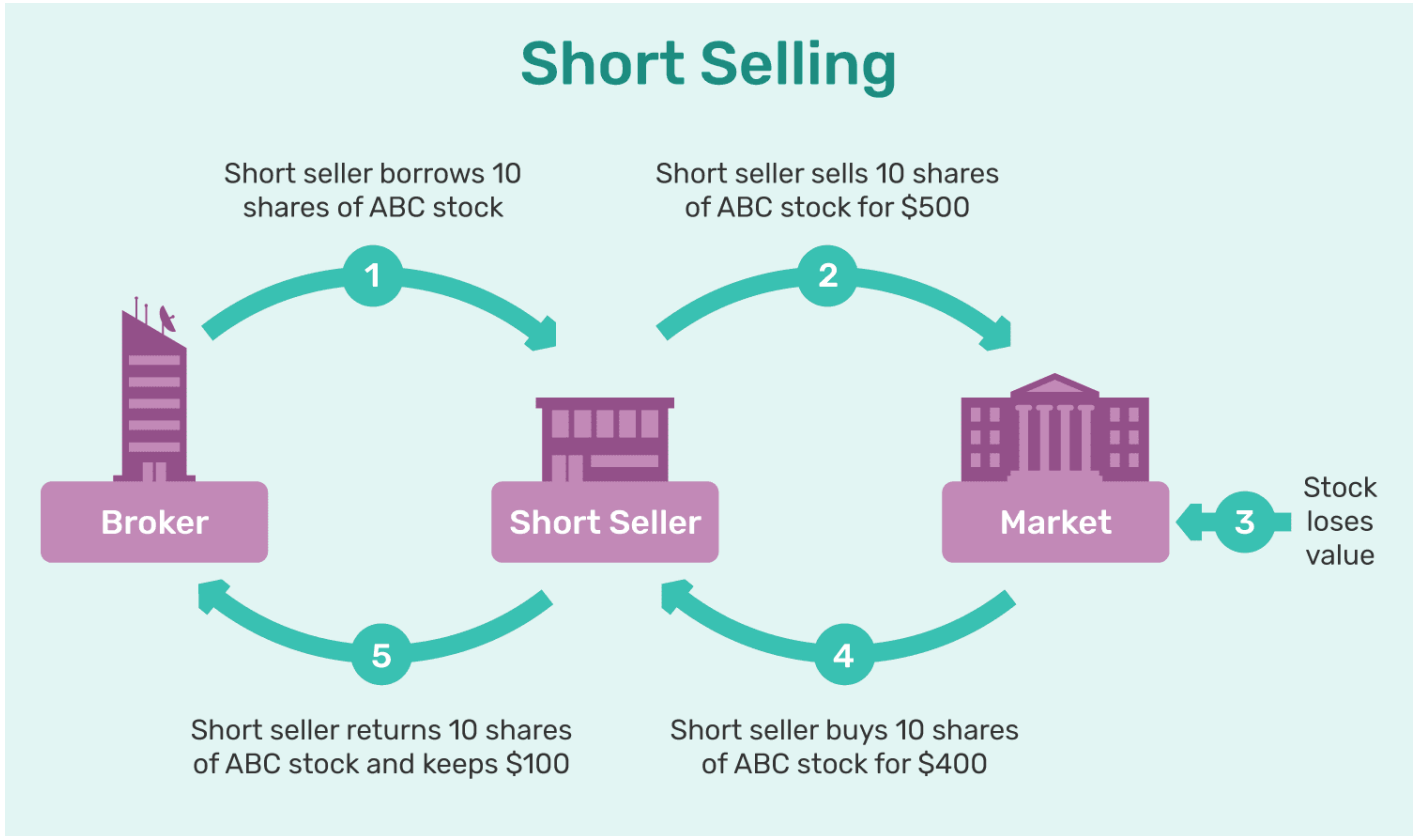 Short Selling
Short seller borrows 10
shares of ABC stock
Short seller sells 10 shares
of ABC stock for $500
1
2
Broker
Short Seller
Market
3
Stock
loses
value
5
4
Short seller returns 10 shares
of ABC stock and keeps $100
Short seller buys 10 shares
of ABC stock for $400